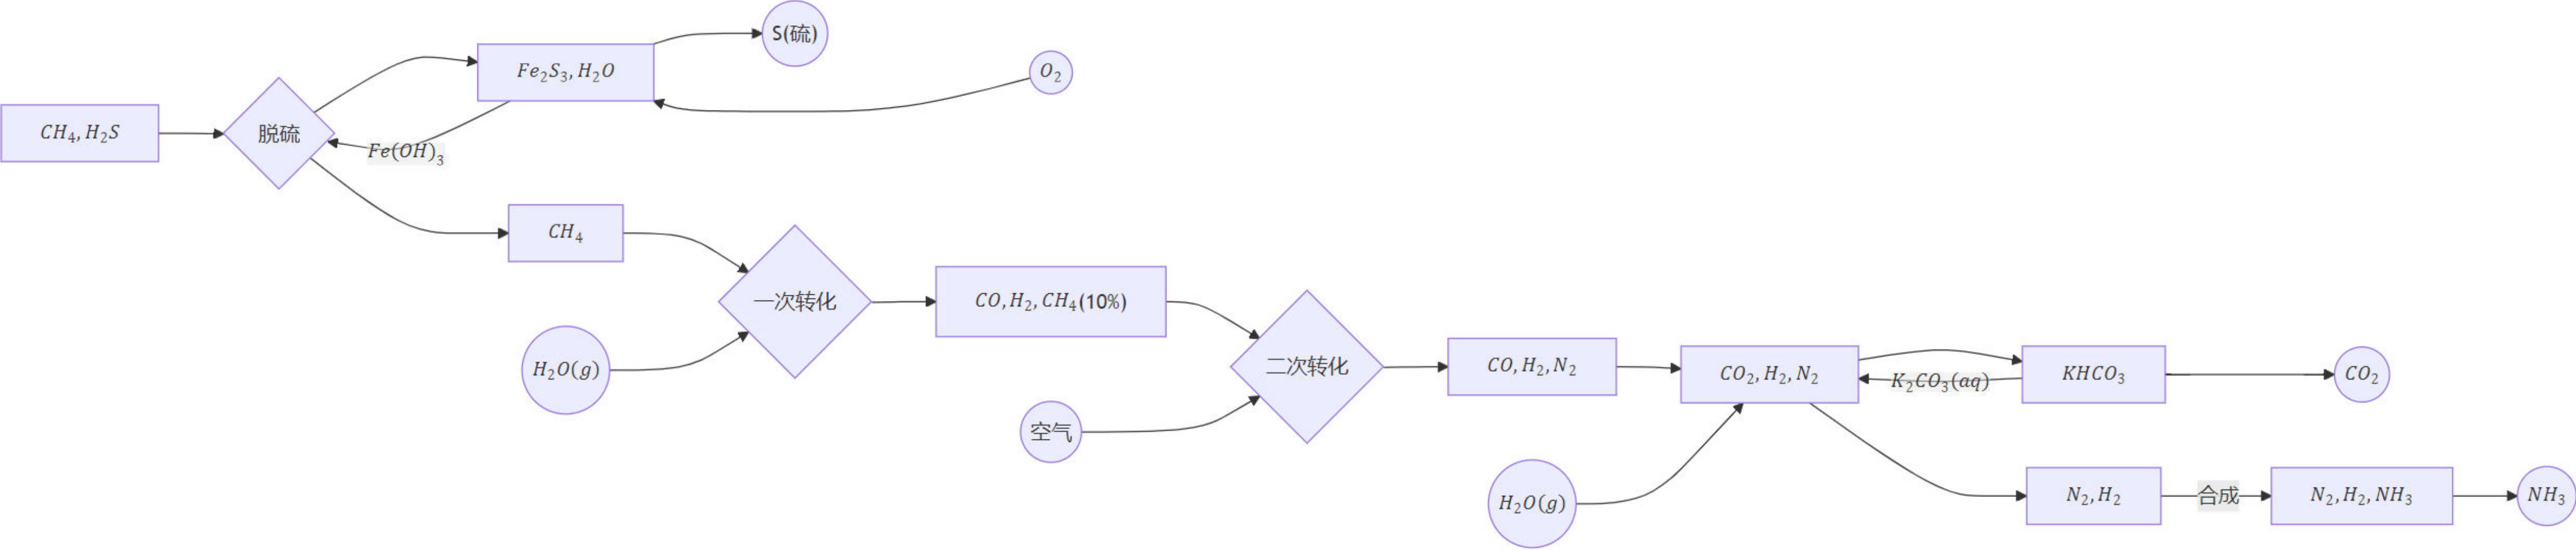 S(硫)
Fe₂S₃, H₂O
O₂
CH₄, H₂S
脱硫
Fe(OH)₃
CH₄
一次转化
CO, H₂, CH₄(10%)
H₂O(g)
二次转化
CO, H₂, N₂
CO₂, H₂, N₂
K₂CO₃(aq)
KHCO₃
CO₂
空气
H₂O(g)
N₂, H₂
合成
N₂, H₂, NH₃
NH₃